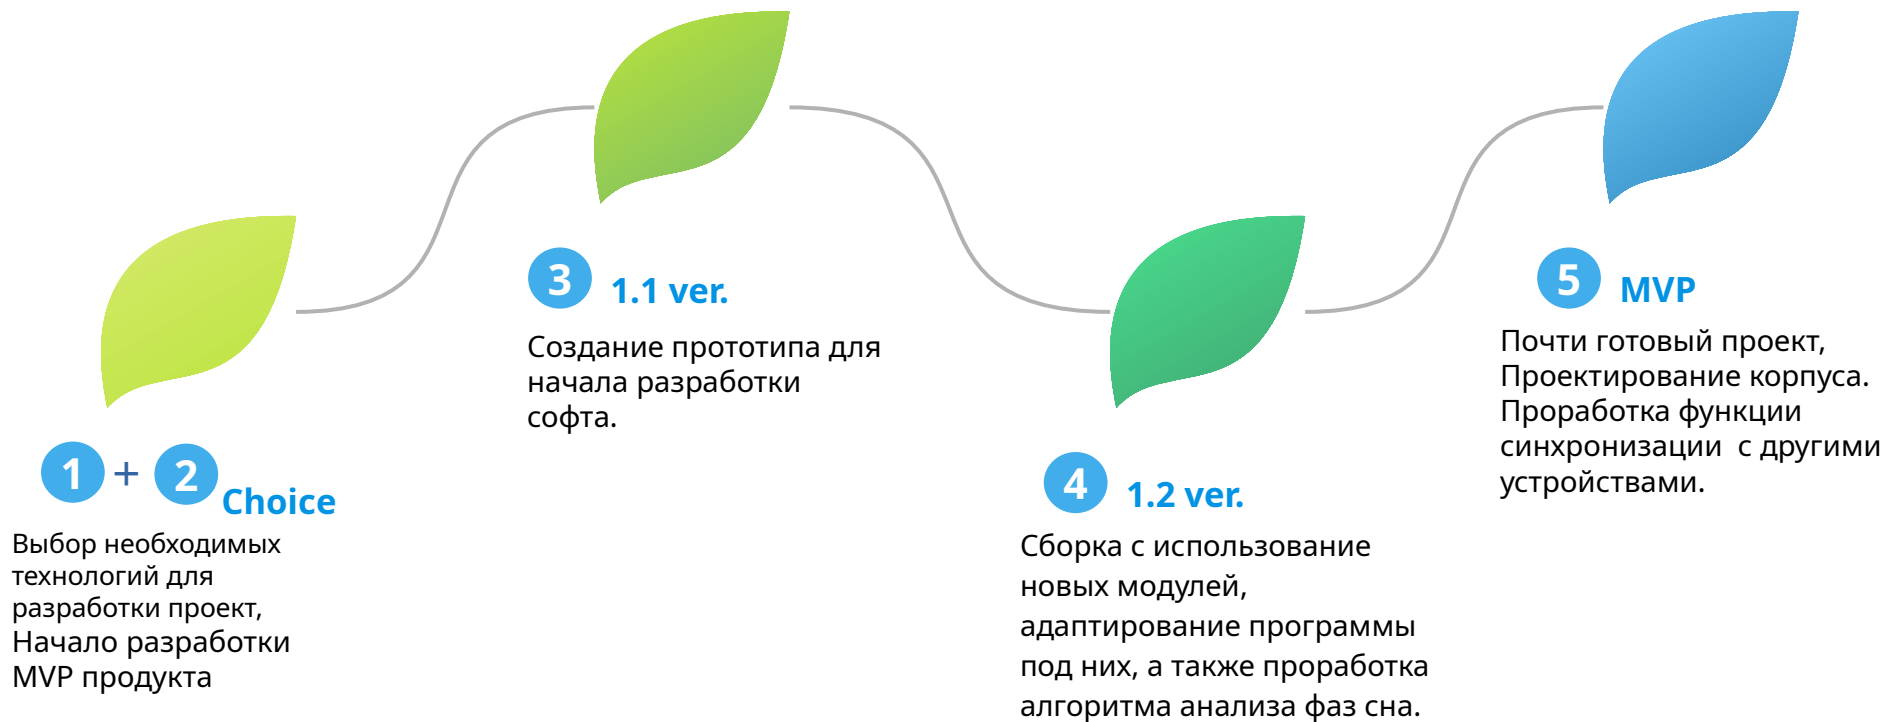 1 + 2 Choice
Выбор необходимых
технологий для
разработки проект,
Начало разработки
MVP продукта
3 1.1 ver.
Создание прототипа для
начала разработки
софта.
4 1.2 ver.
Сборка с использование
новых модулей,
адаптирование программы
под них, а также проработка
алгоритма анализа фаз сна.
5 MVP
Почти готовый проект,
Проектирование корпуса.
Проработка функции
синхронизации  с другими
устройствами.